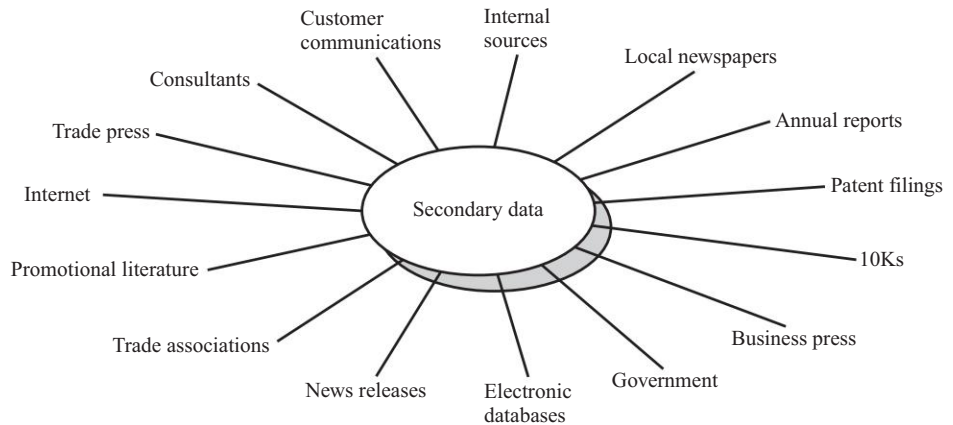 Customer
communications
Internal
sources
Local newspapers
Consultants
Annual reports
Trade press
Patent filings
Internet
Secondary data
10Ks
Promotional literature
Business press
Trade associations
Government
News releases
Electronic
databases